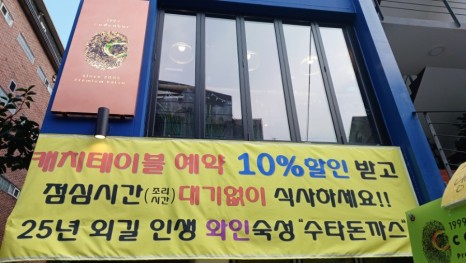 캐치테이블 예약 10%할인 받고
점심시간(조리시간)대기없이 식사하세요!!
25년 외길 인생 와인숙성 "수타돈까스"
1999